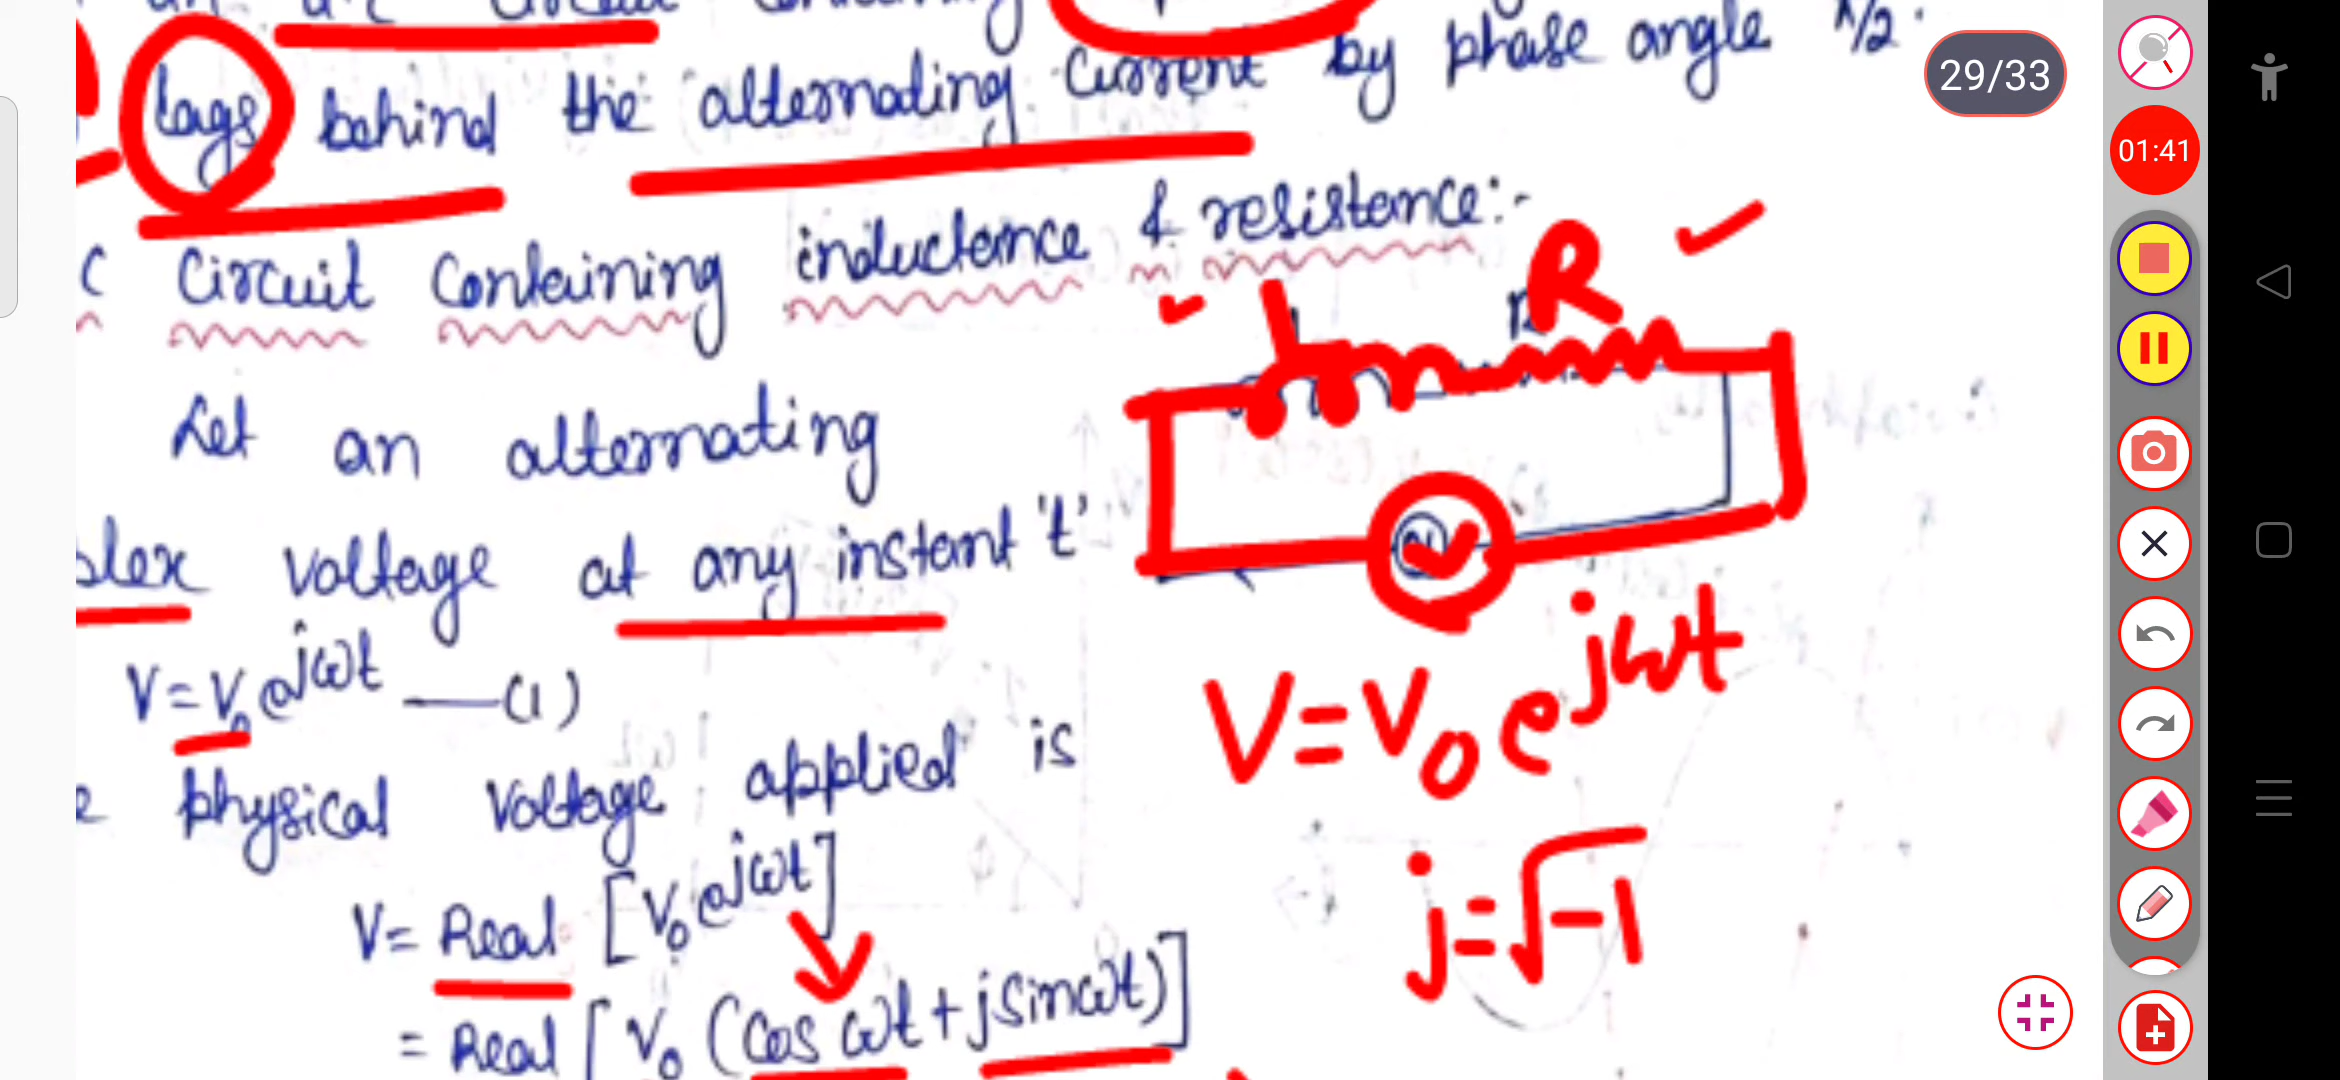 lags behind the alternating current by phase angle π/2.
29/33
01:41
C Circuit Containing inductance & resistance:-
L R
Let an alternating
plex voltage at any instant 't'
V=V₀e^jωt —(1)
V=V₀e^jωt
e physical voltage applied is
V= Real [V₀e^jωt]
j=√-1
= Real [V₀ (Cos ωt + jsinωt)]